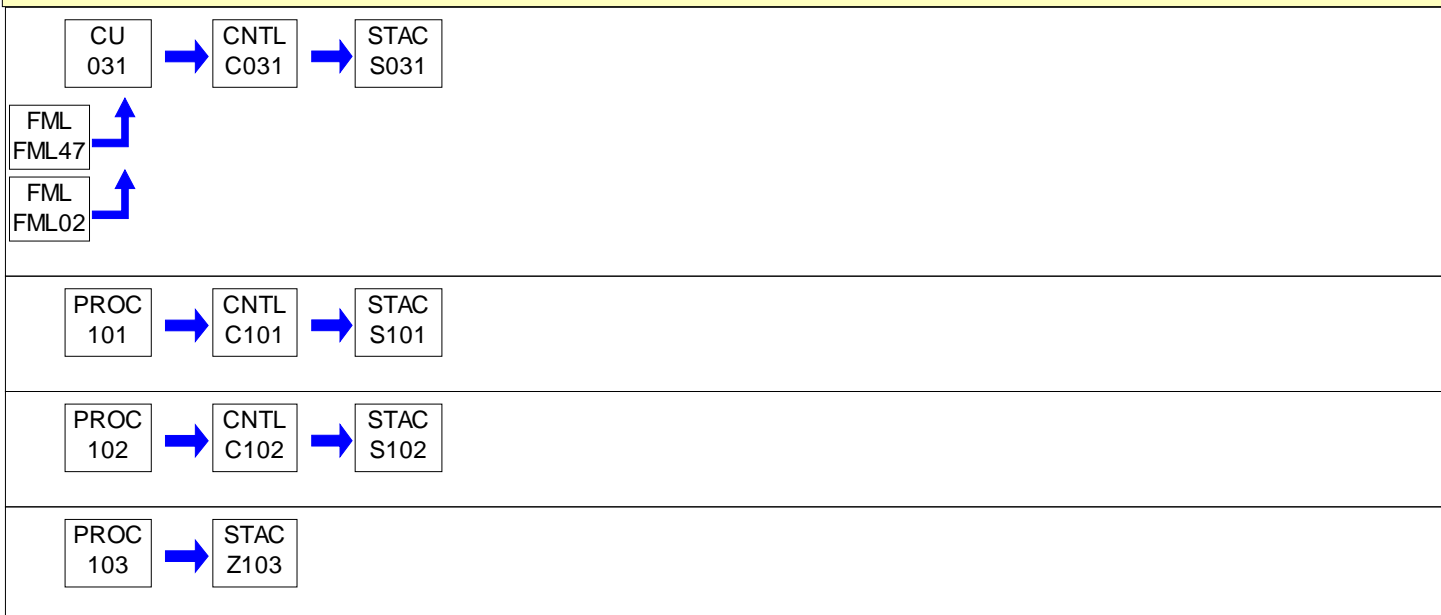 CU
031
CNTL
C031
STAC
S031
FML
FML47
FML
FML02
PROC
101
CNTL
C101
STAC
S101
PROC
102
CNTL
C102
STAC
S102
PROC
103
STAC
Z103